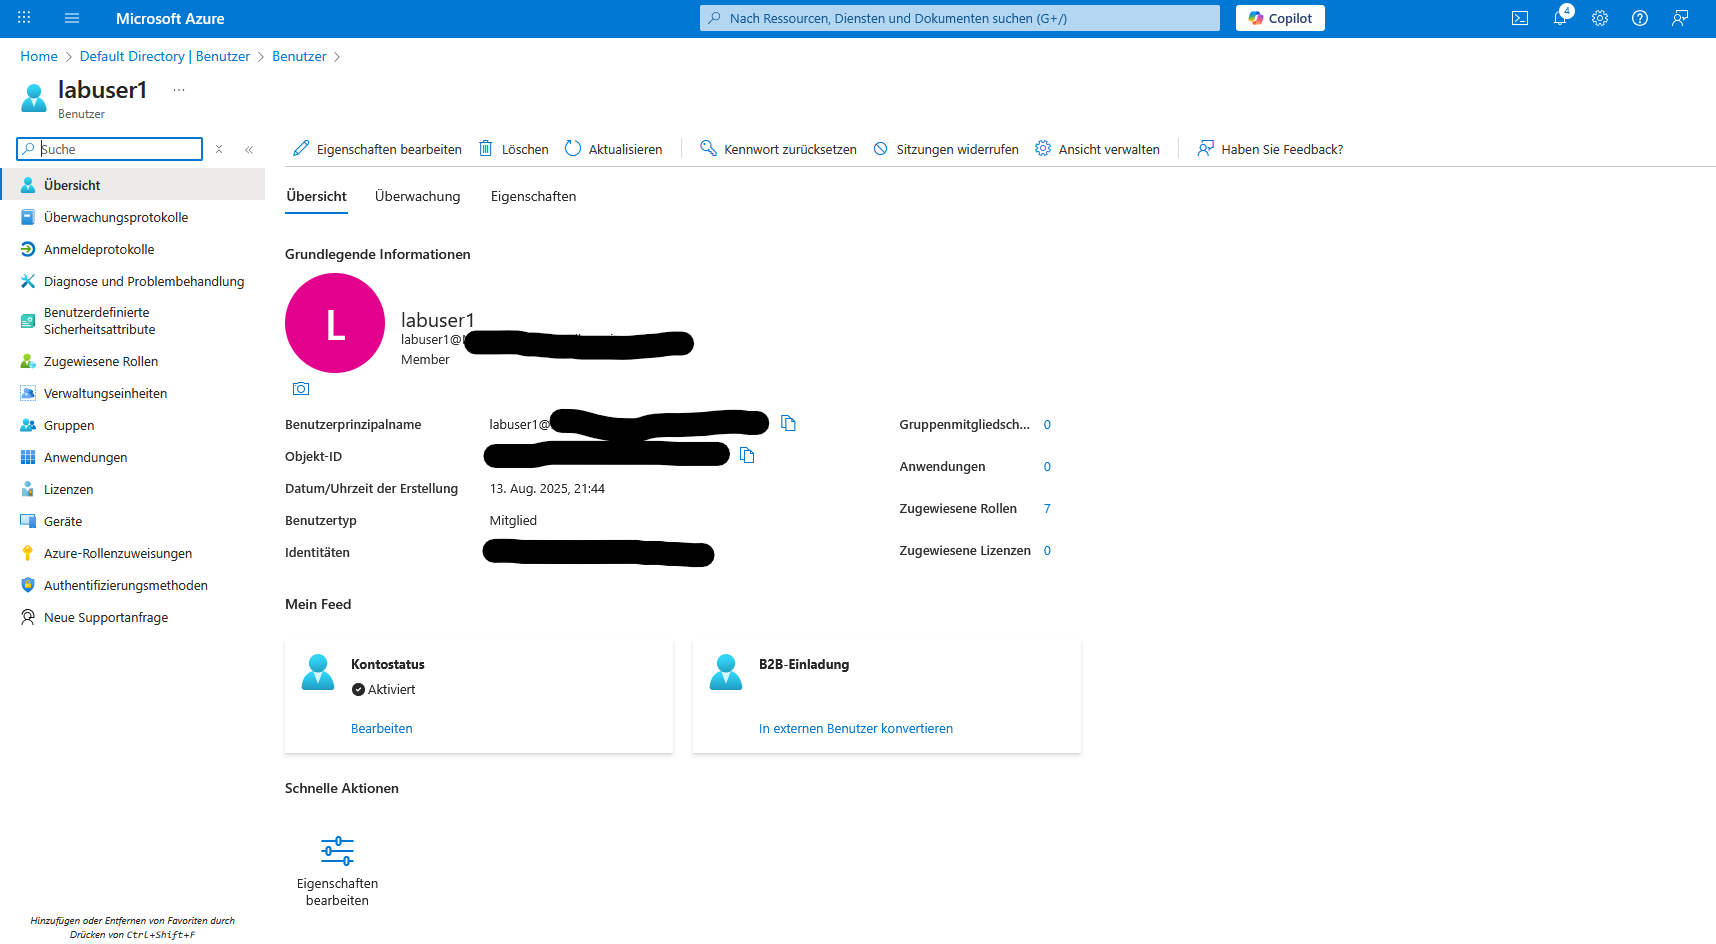 Microsoft Azure
Nach Ressourcen, Diensten und Dokumenten suchen (G+/)
Copilot
4
Home > Default Directory | Benutzer > Benutzer >
labuser1 ...
Benutzer
Suche
Übersicht
Überwachungsprotokolle
Anmeldeprotokolle
Diagnose und Problembehandlung
Benutzerdefinierte
Sicherheitsattribute
Zugewiesene Rollen
Verwaltungseinheiten
Gruppen
Anwendungen
Lizenzen
Geräte
Azure-Rollenzuweisungen
Authentifizierungsmethoden
Neue Supportanfrage
Hinzufügen oder Entfernen von Favoriten durch
Drücken von Ctrl+Shift+F
Eigenschaften bearbeiten Löschen Aktualisieren Kennwort zurücksetzen Sitzungen widerrufen Ansicht verwalten Haben Sie Feedback?
Übersicht Überwachung Eigenschaften
Grundlegende Informationen
L
labuser1
labuser1@
Member
Benutzerprinzipalname labuser1@
Objekt-ID
Datum/Uhrzeit der Erstellung 13. Aug. 2025, 21:44
Benutzertyp Mitglied
Identitäten
Gruppenmitgliedsch... 0
Anwendungen 0
Zugewiesene Rollen 7
Zugewiesene Lizenzen 0
Mein Feed
Kontostatus
Aktiviert
Bearbeiten
B2B-Einladung
In externen Benutzer konvertieren
Schnelle Aktionen
Eigenschaften
bearbeiten